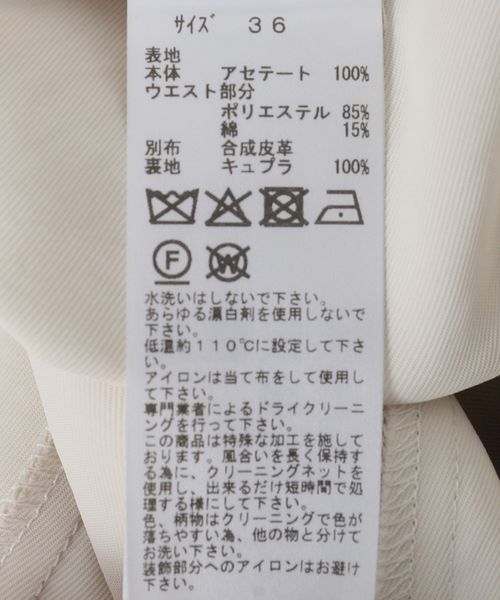 ｻｲｽﾞ ３６
表地
本体 アセテート 100%
ウエスト部分
ポリエステル 85%
綿 15%
別布 合成皮革
裏地 キュプラ 100%
F W
水洗いはしないで下さい。
あらゆる漂白剤を使用しないで
下さい。
低温約１１０℃に設定して下さ
い。
アイロンは当て布をして使用し
て下さい。
専門業者によるドライクリーニ
ングを行って下さい。
この商品は特殊な加工を施して
おります。風合いを長く保持す
る為に、クリーニングネットを
使用し、出来るだけ短時間で処
理する様にして下さい。
色、柄物はクリーニングで色が
落ちやすい為、他の物と分けて
お洗い下さい。
装飾部分へのアイロンはお避け
下さい。